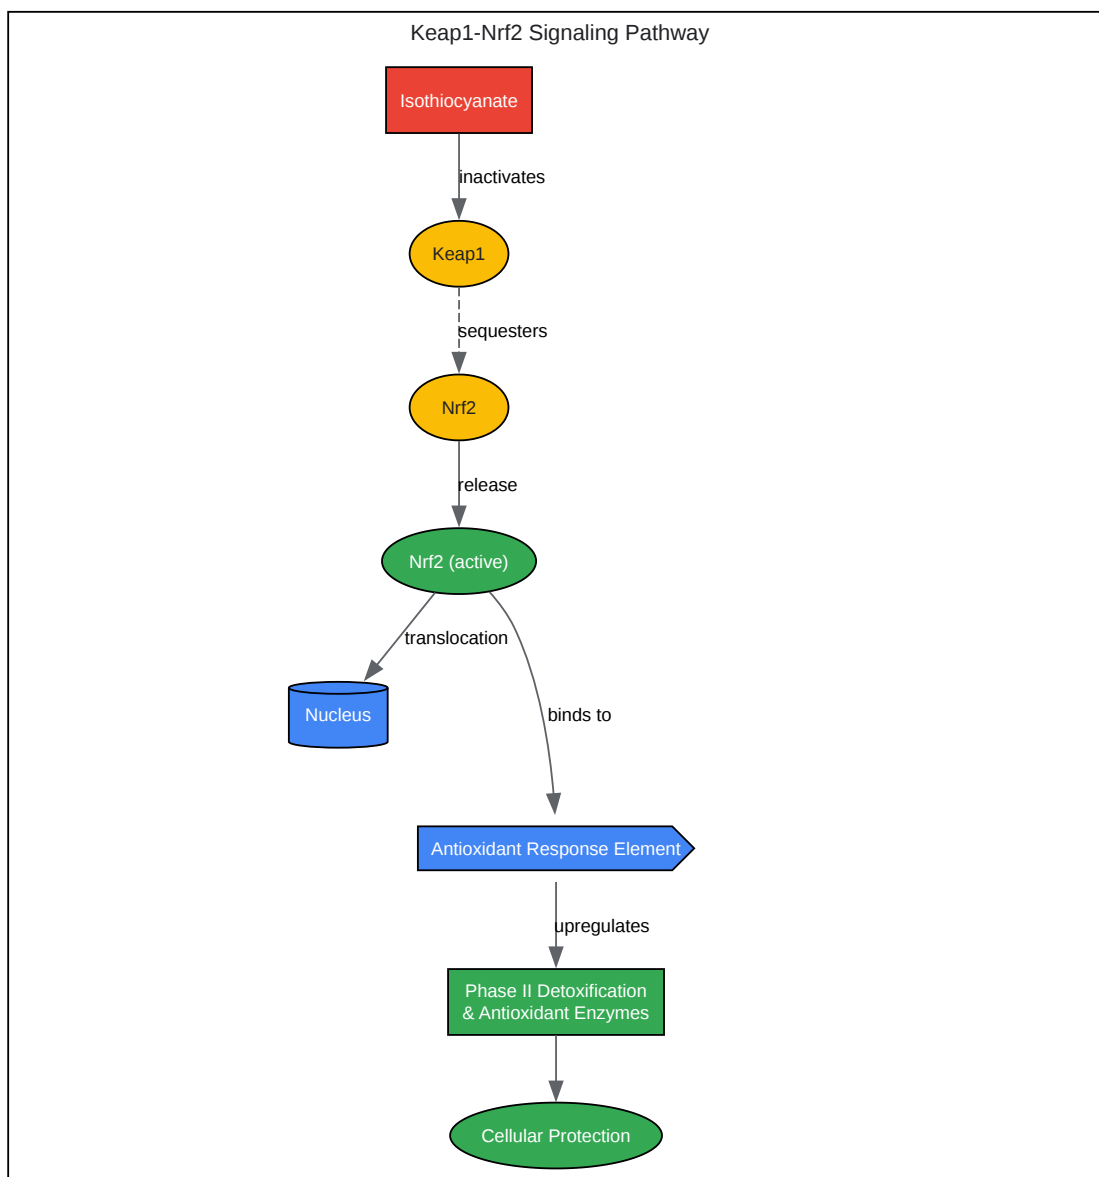 Keap1-Nrf2 Signaling Pathway
Isothiocyanate
inactivates
Keap1
sequesters
Nrf2
release
Nrf2 (active)
translocation
Nucleus
binds to
Antioxidant Response Element
upregulates
Phase II Detoxification
& Antioxidant Enzymes
Cellular Protection